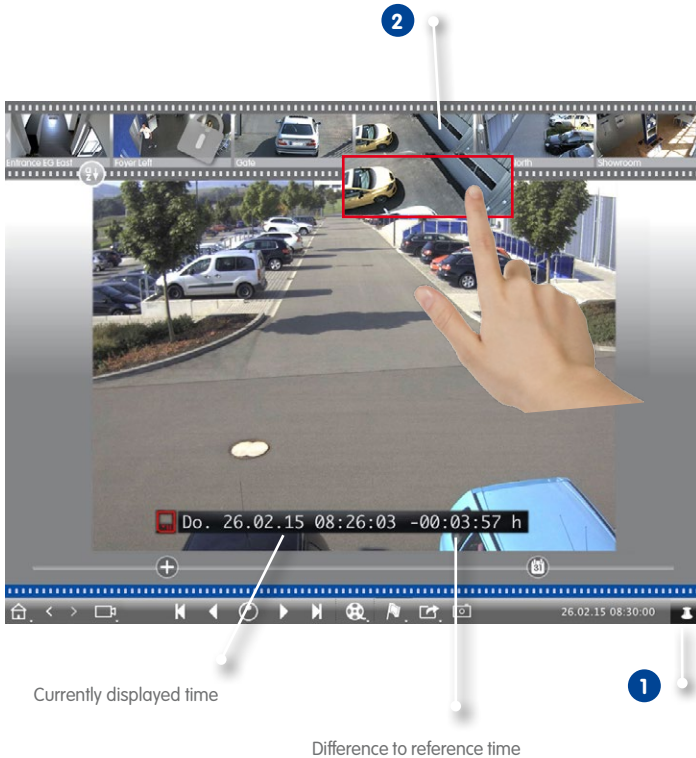 2
Entrance EG East
Foyer Left
Gate
orth
Showroom
Do. 26.02.15 08:26:03 -00:03:57 h
31
26.02.15 08:30:00
Currently displayed time
1
Difference to reference time